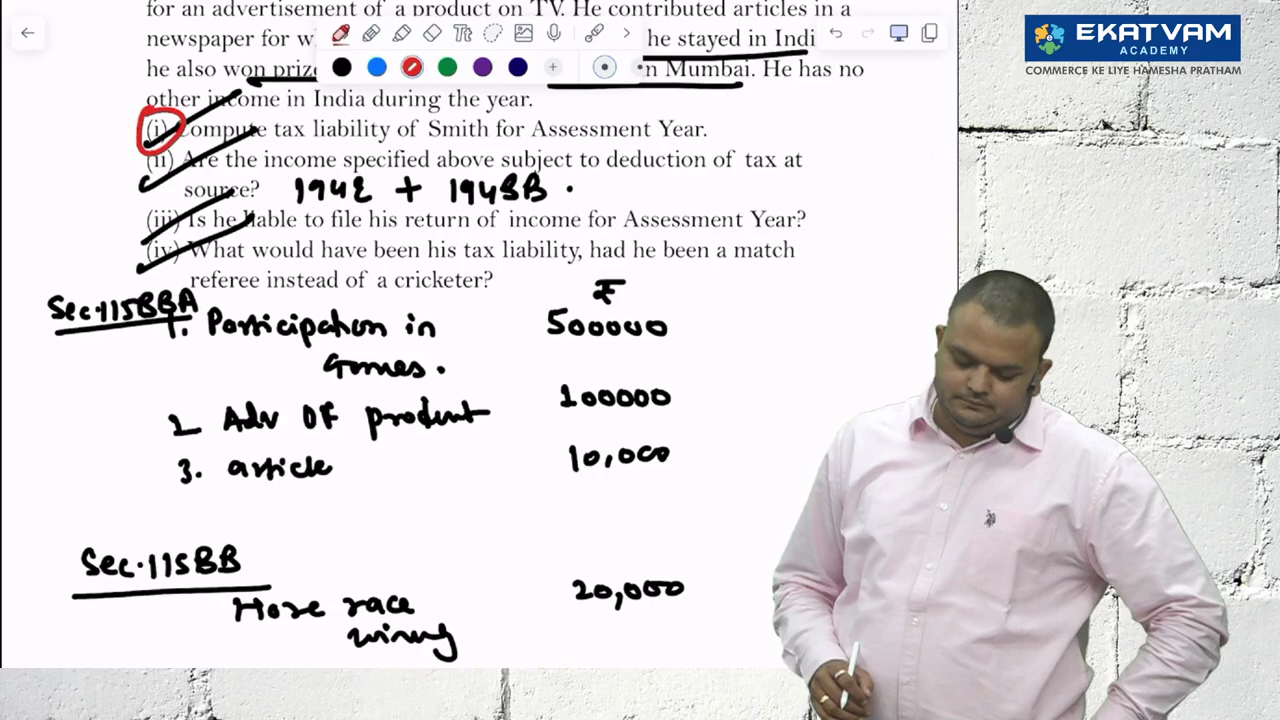 for an advertisement of a product on TV. He contributed articles in a
newspaper for w he stayed in Indi
he also won prize n Mumbai. He has no
other income in India during the year.
(i) Compute tax liability of Smith for Assessment Year.
(ii) Are the income specified above subject to deduction of tax at
source? 194E + 194BB .
(iii) Is he liable to file his return of income for Assessment Year?
(iv) What would have been his tax liability, had he been a match
referee instead of a cricketer?
₹
Sec.115BBA
1. Participation in 500000
Games.
2 Adv OF product 100000
3. article 10,000
Sec.115BB
Horse race 20,000
EKATVAM
ACADEMY
COMMERCE KE LIYE HAMESHA PRATHAM